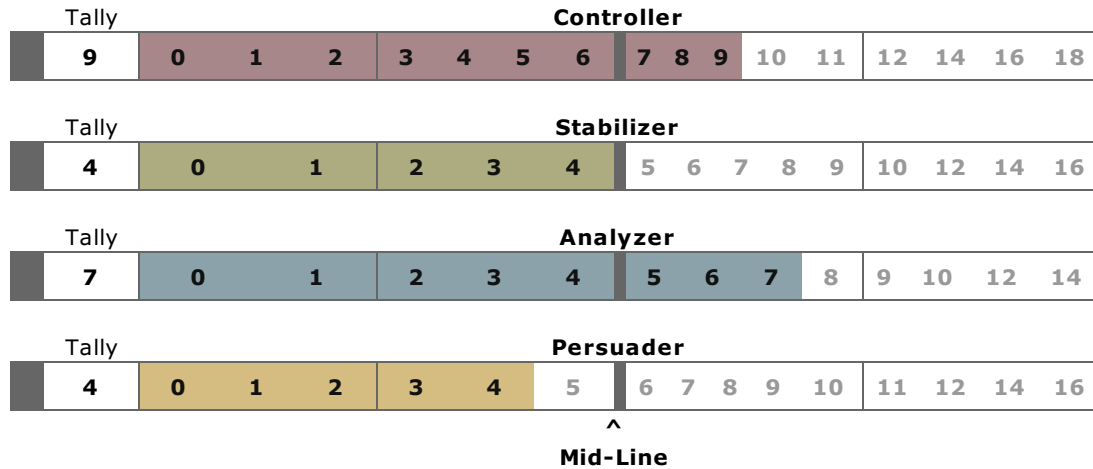 Tally Controller
9 0 1 2 3 4 5 6 7 8 9 10 11 12 14 16 18
Tally Stabilizer
4 0 1 2 3 4 5 6 7 8 9 10 12 14 16
Tally Analyzer
7 0 1 2 3 4 5 6 7 8 9 10 12 14
Tally Persuader
4 0 1 2 3 4 5 6 7 8 9 10 11 12 14 16
^
Mid-Line